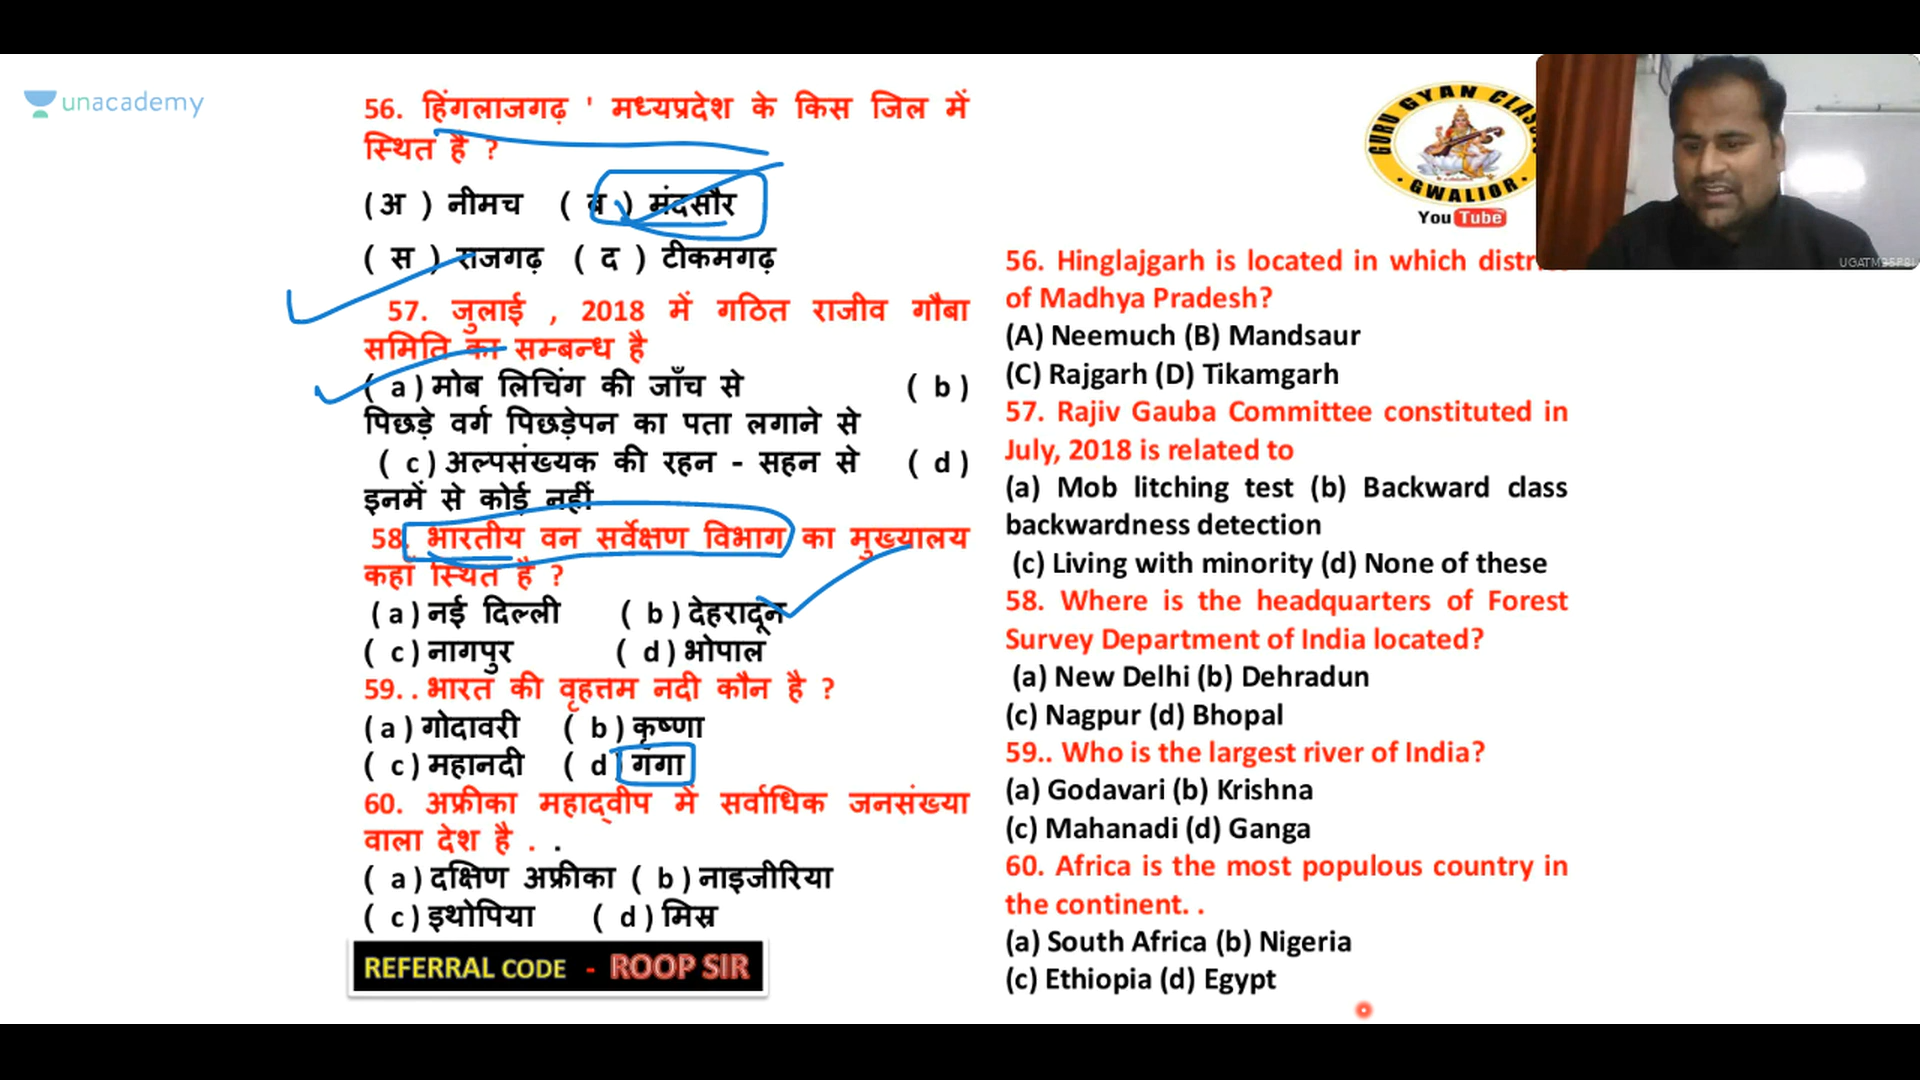 unacademy
56. हिंगलाजगढ़ ' मध्यप्रदेश के किस जिल में
स्थित है ?
(अ ) नीमच ( ब ) मंदसौर
( स ) राजगढ़ ( द ) टीकमगढ़
57. जुलाई , 2018 में गठित राजीव गौबा
समिति का सम्बन्ध है
( a ) मोब लिचिंग की जाँच से ( b )
पिछड़े वर्ग पिछड़ेपन का पता लगाने से
( c ) अल्पसंख्यक की रहन - सहन से ( d )
इनमें से कोई नहीं
58. भारतीय वन सर्वेक्षण विभाग का मुख्यालय
कहाँ स्थित है ?
( a ) नई दिल्ली ( b ) देहरादून
( c ) नागपुर ( d ) भोपाल
59. . भारत की वृहत्तम नदी कौन है ?
( a ) गोदावरी ( b ) कृष्णा
( c ) महानदी ( d ) गंगा
60. अफ्रीका महाद्वीप में सर्वाधिक जनसंख्या
वाला देश है . .
( a ) दक्षिण अफ्रीका ( b ) नाइजीरिया
( c ) इथोपिया ( d ) मिस्र
REFERRAL CODE - ROOP SIR
GURU GYAN
GWALIOR
You Tube
UGATM95P8U
56. Hinglajgarh is located in which
of Madhya Pradesh?
(A) Neemuch (B) Mandsaur
(C) Rajgarh (D) Tikamgarh
57. Rajiv Gauba Committee constituted in
July, 2018 is related to
(a) Mob litching test (b) Backward class
backwardness detection
(c) Living with minority (d) None of these
58. Where is the headquarters of Forest
Survey Department of India located?
(a) New Delhi (b) Dehradun
(c) Nagpur (d) Bhopal
59.. Who is the largest river of India?
(a) Godavari (b) Krishna
(c) Mahanadi (d) Ganga
60. Africa is the most populous country in
the continent. .
(a) South Africa (b) Nigeria
(c) Ethiopia (d) Egypt